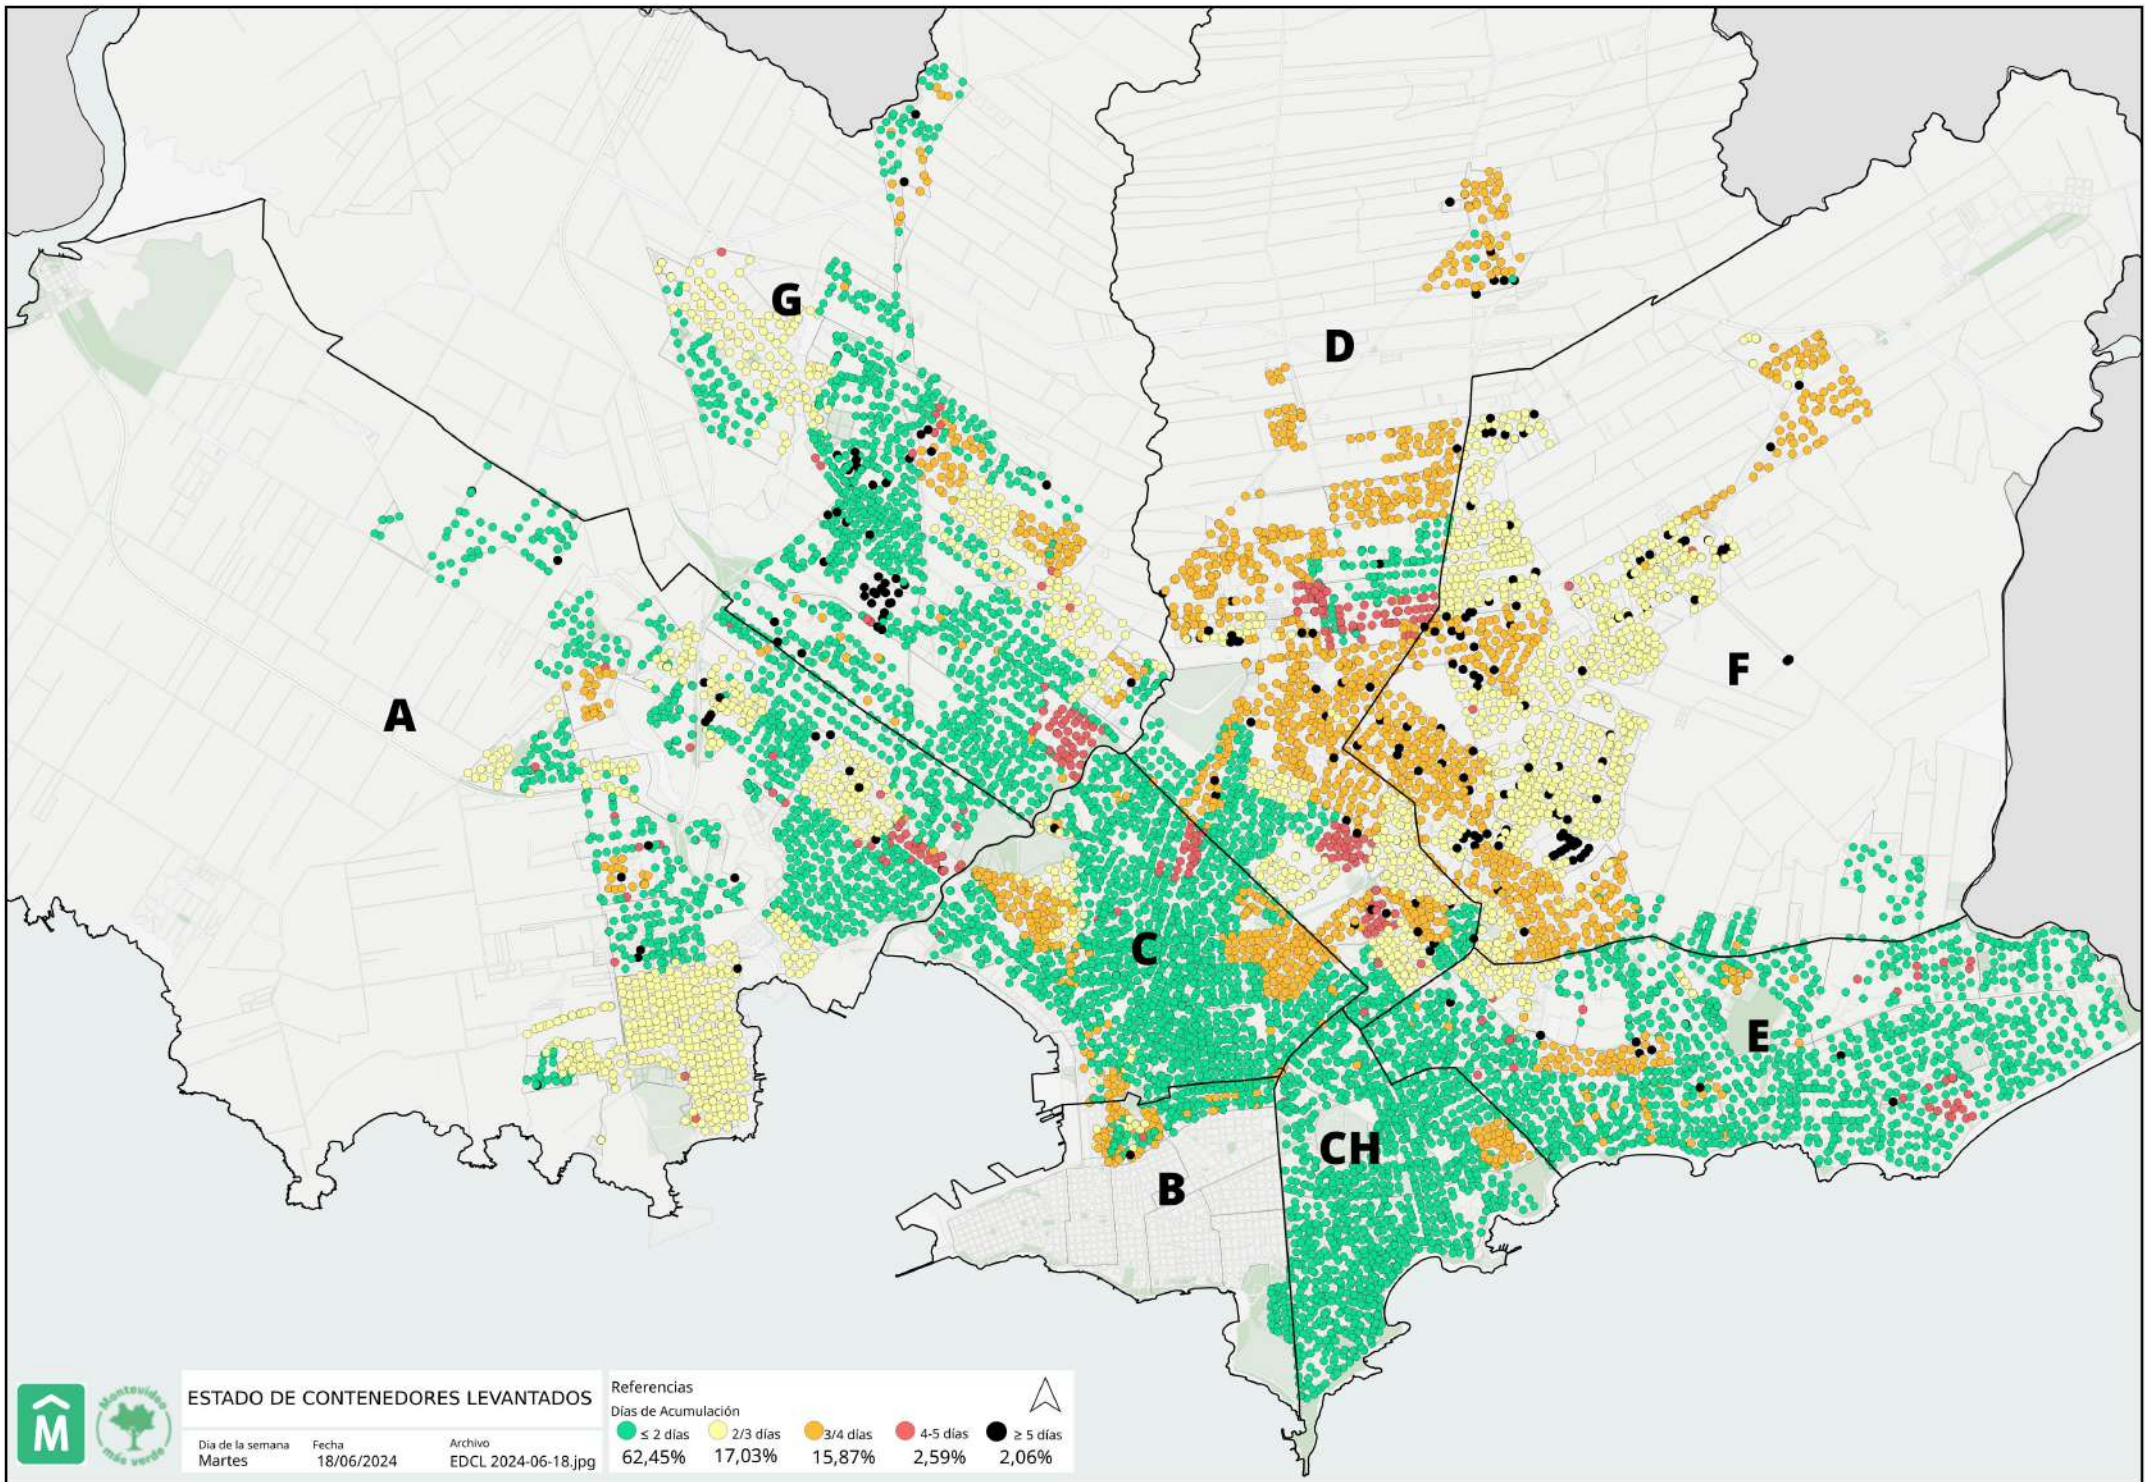 G
D
F
A
C
E
CH
B
M
Montevideo
más verde
ESTADO DE CONTENEDORES LEVANTADOS
Dia de la semana
Martes
Fecha
18/06/2024
Archivo
EDCL 2024-06-18.jpg
Referencias
Días de Acumulación
≤ 2 días
2/3 días
3/4 días
4-5 días
≥ 5 días
62,45%
17,03%
15,87%
2,59%
2,06%